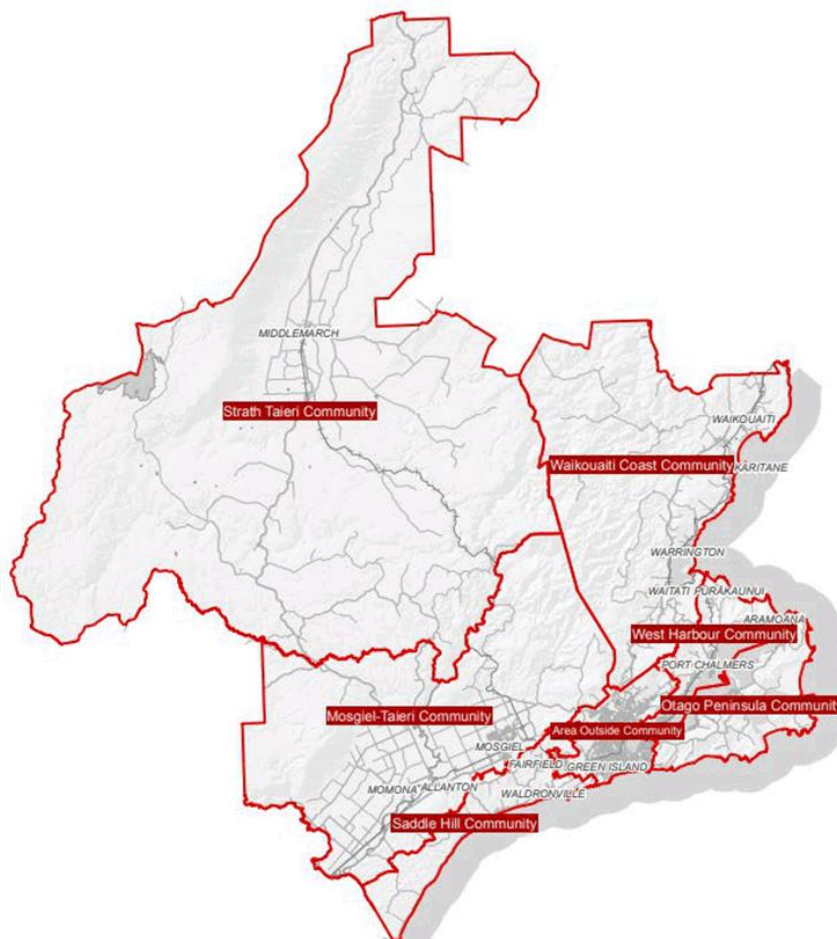 MIDDLEMARCH
Strath Taieri Community
WAIKOUAITI
Waikouaiti Coast Community
KARITANE
WARRINGTON
WAITATI
PURAKAUNUI
ARAMOANA
West Harbour Community
PORT CHALMERS
Otago Peninsula Community
Mosgiel-Taieri Community
Area Outside Community
MOSGIEL
FAIRFIELD
GREEN ISLAND
MOMONA
ALLANTON
WALDRONVILLE
Saddle Hill Community